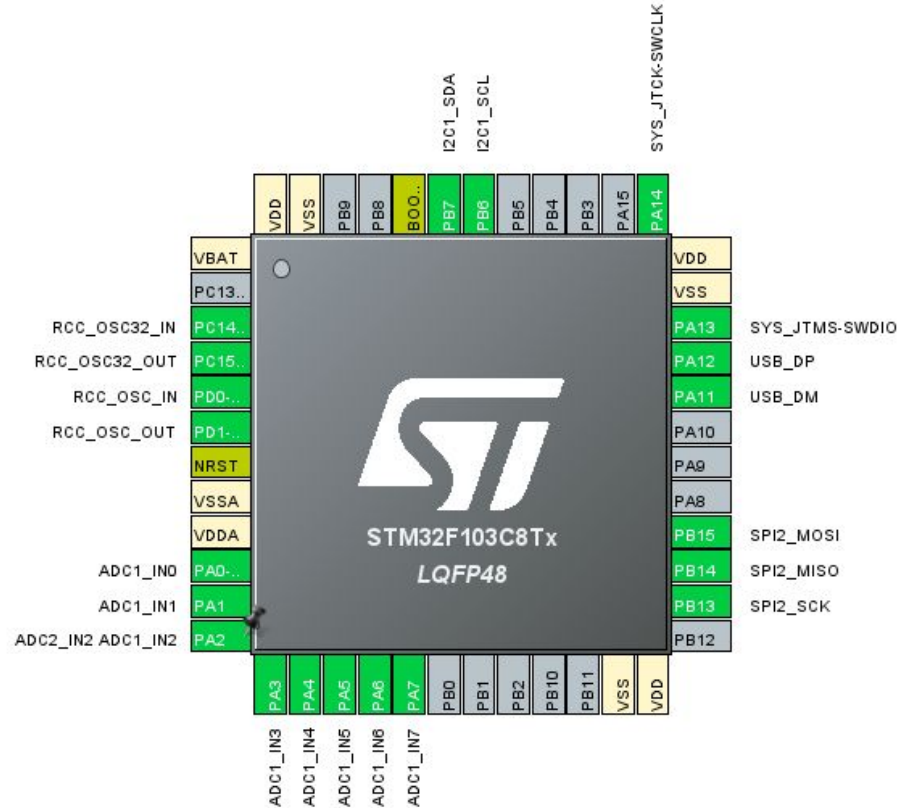 I2C1_SDA
I2C1_SCL
SYS_JTCK-SWCLK
VDD
VSS
PB9
PB8
BOO..
PB7
PB6
PB5
PB4
PB3
PA15
PA14
VBAT
PC13..
RCC_OSC32_IN PC14..
RCC_OSC32_OUT PC15..
RCC_OSC_IN PD0-..
RCC_OSC_OUT PD1-..
NRST
VSSA
VDDA
ADC1_IN0 PA0-..
ADC1_IN1 PA1
ADC2_IN2 ADC1_IN2 PA2
STM32F103C8Tx
LQFP48
VDD
VSS
PA13 SYS_JTMS-SWDIO
PA12 USB_DP
PA11 USB_DM
PA10
PA9
PA8
PB15 SPI2_MOSI
PB14 SPI2_MISO
PB13 SPI2_SCK
PB12
PA3
PA4
PA5
PA6
PA7
PB0
PB1
PB2
PB10
PB11
VSS
VDD
ADC1_IN3
ADC1_IN4
ADC1_IN5
ADC1_IN6
ADC1_IN7